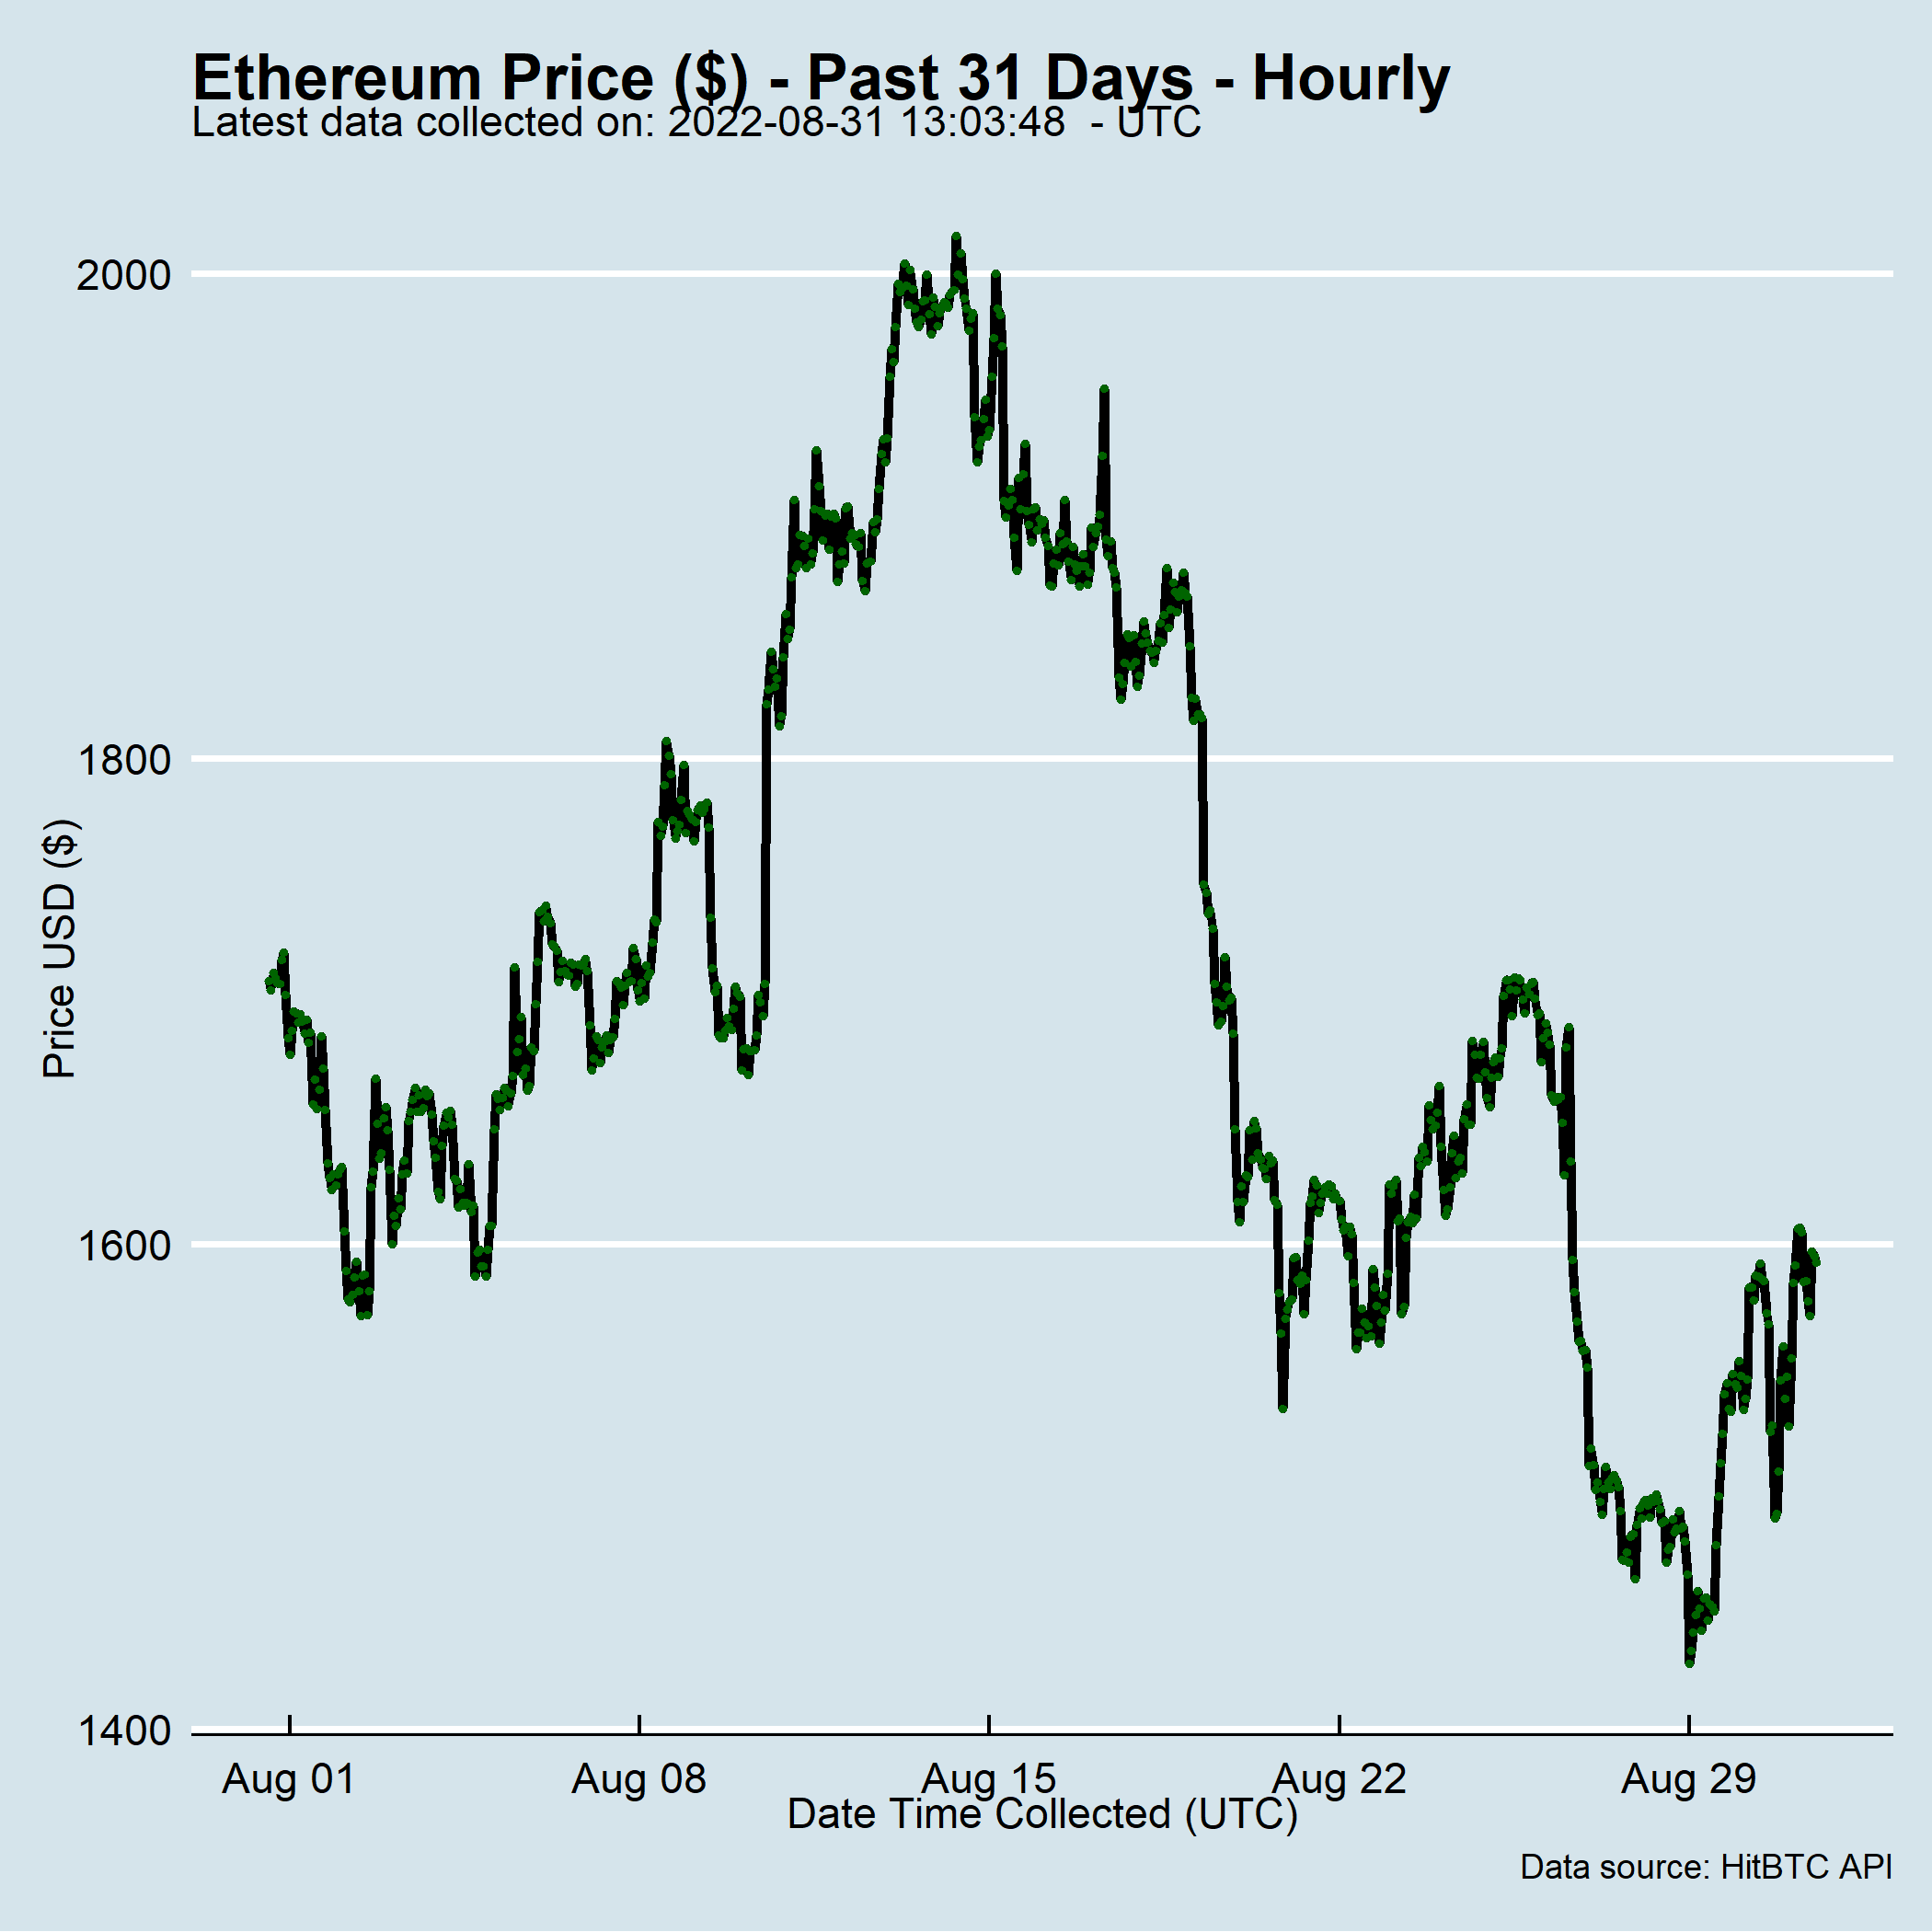 Ethereum Price ($) - Past 31 Days - Hourly
Latest data collected on: 2022-08-31 13:03:48  - UTC
2000
1800
1600
1400
Price USD ($)
Aug 01
Aug 08
Aug 15
Aug 22
Aug 29
Date Time Collected (UTC)
Data source: HitBTC API